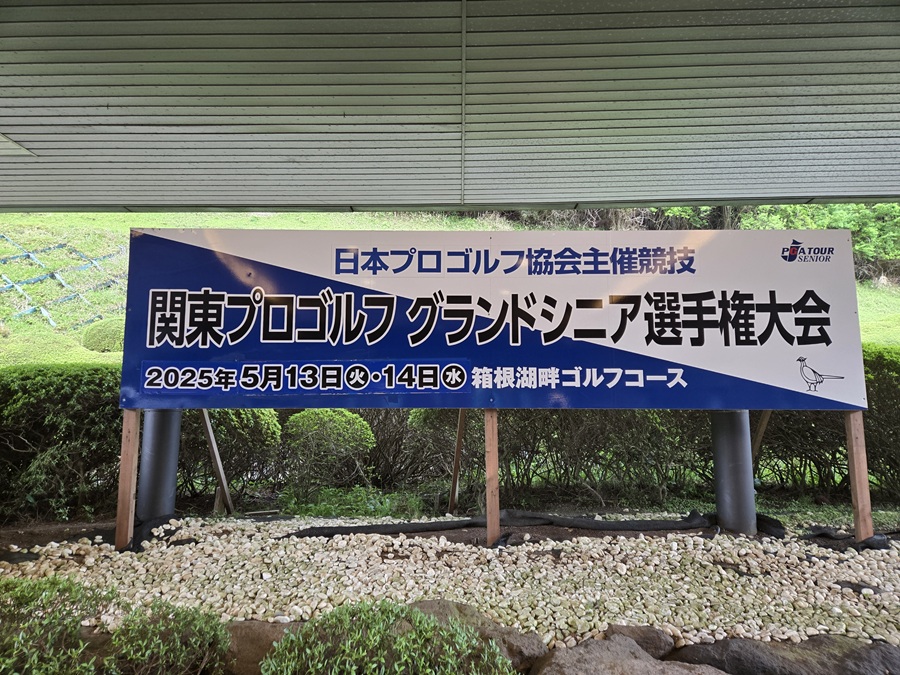 日本プロゴルフ協会主催競技
PGA TOUR
SENIOR
関東プロゴルフ グランドシニア選手権大会
2025年5月13日㊋・14日㊌ 箱根湖畔ゴルフコース